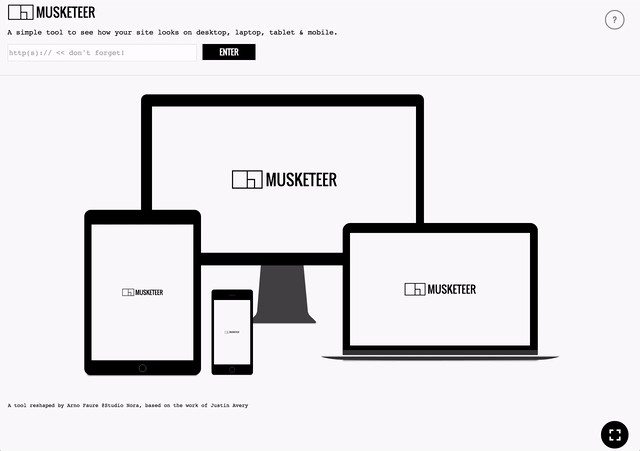 MUSKETEER
?
A simple tool to see how your site looks on desktop, laptop, tablet & mobile.
http(s):// << don't forget!
ENTER
MUSKETEER
MUSKETEER
MUSKETEER
MUSKETEER
A tool reshaped by Arno Faure @Studio Nora, based on the work of Justin Avery